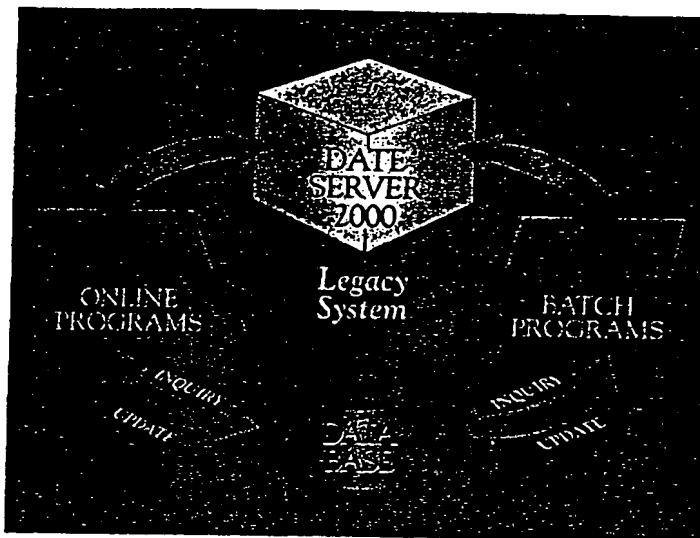 DATE
SERVER
2000
Legacy
System
ONLINE
PROGRAMS
BATCH
PROGRAMS
INQUIRY
UPDATE
INQUIRY
UPDATE
DATA
BASE